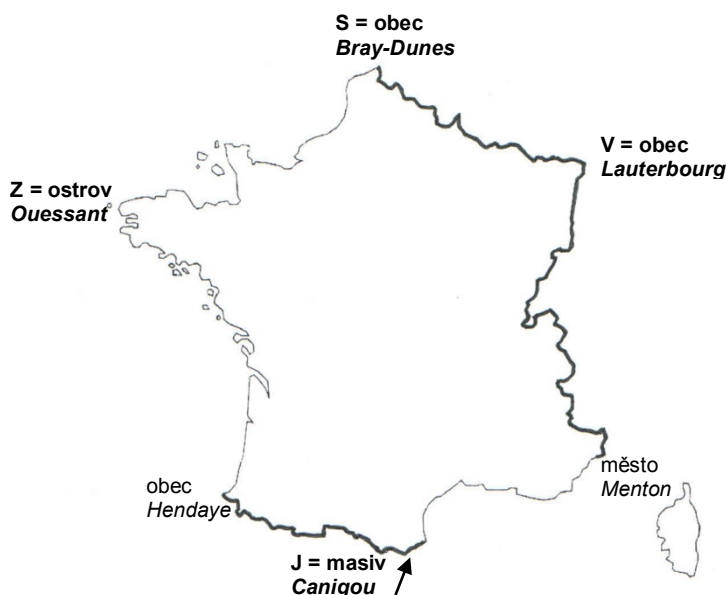 S = obec
Bray-Dunes
V = obec
Lauterbourg
Z = ostrov
Ouessant
obec
Hendaye
město
Menton
J = masiv
Canigou